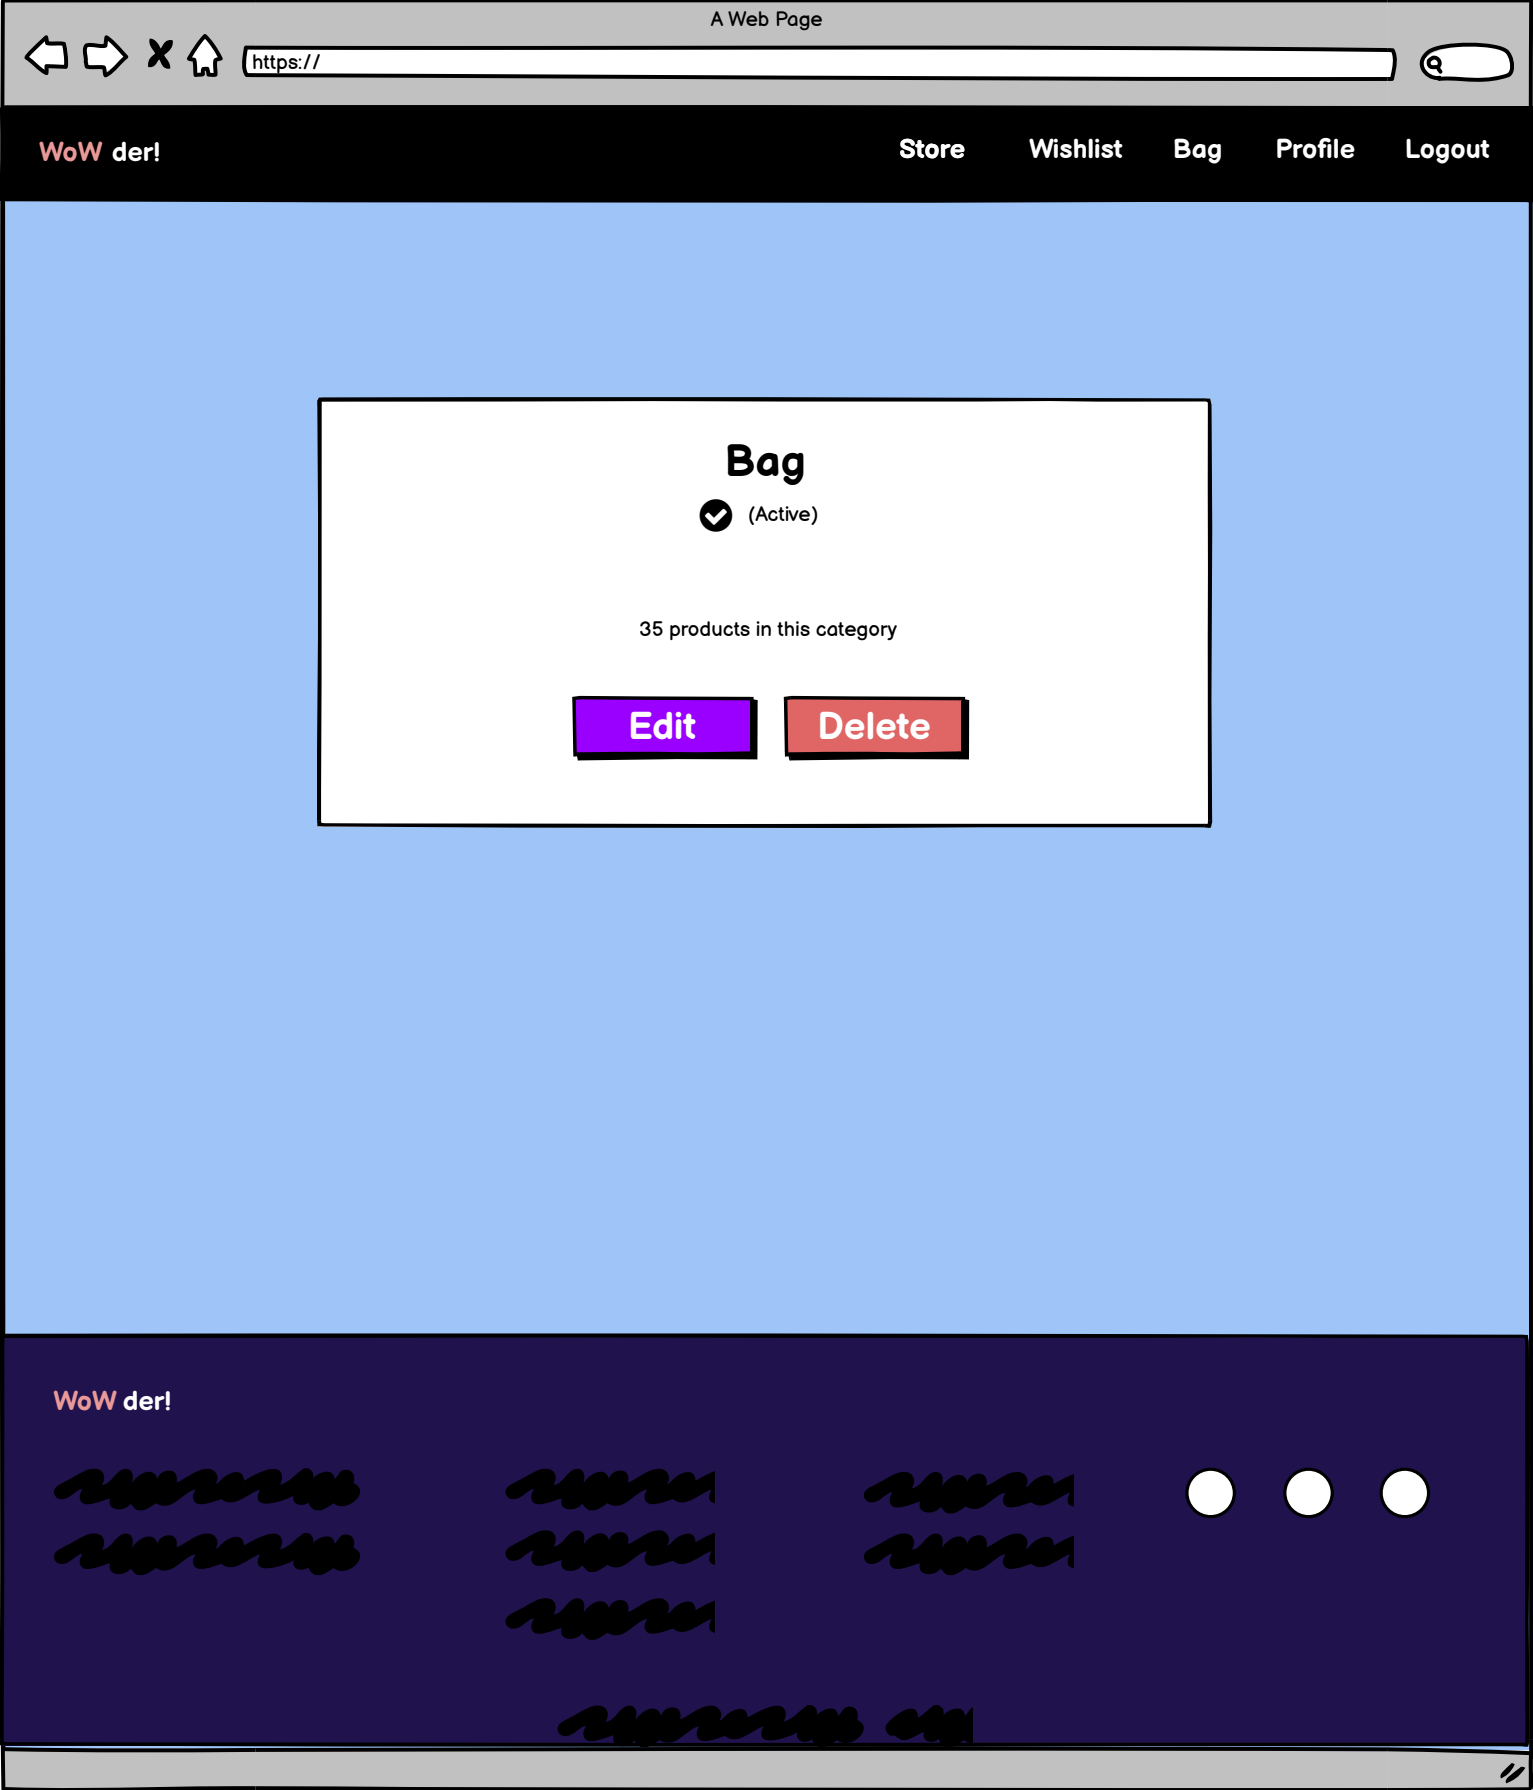 A Web Page
https://
WoW der!
Store Wishlist Bag Profile Logout
Bag
(Active)
35 products in this category
Edit Delete
WoW der!